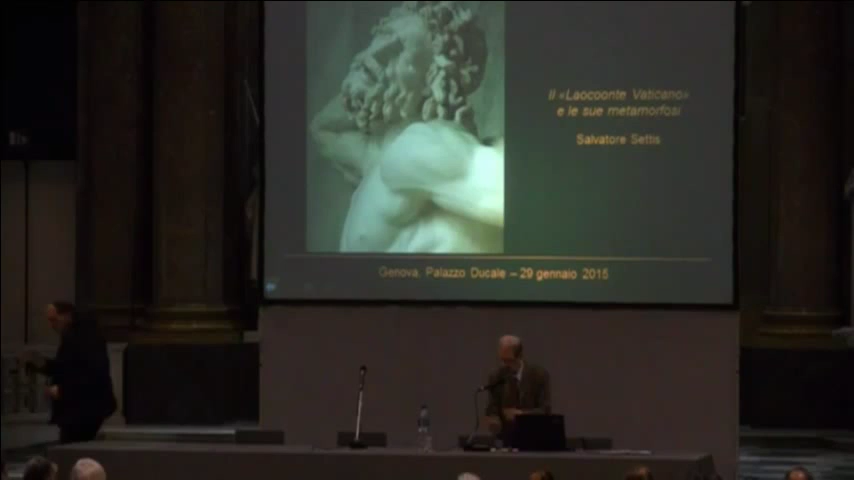 Il «Laocoonte Vaticano»
e le sue metamorfosi
Salvatore Settis
Genova, Palazzo Ducale – 29 gennaio 2015